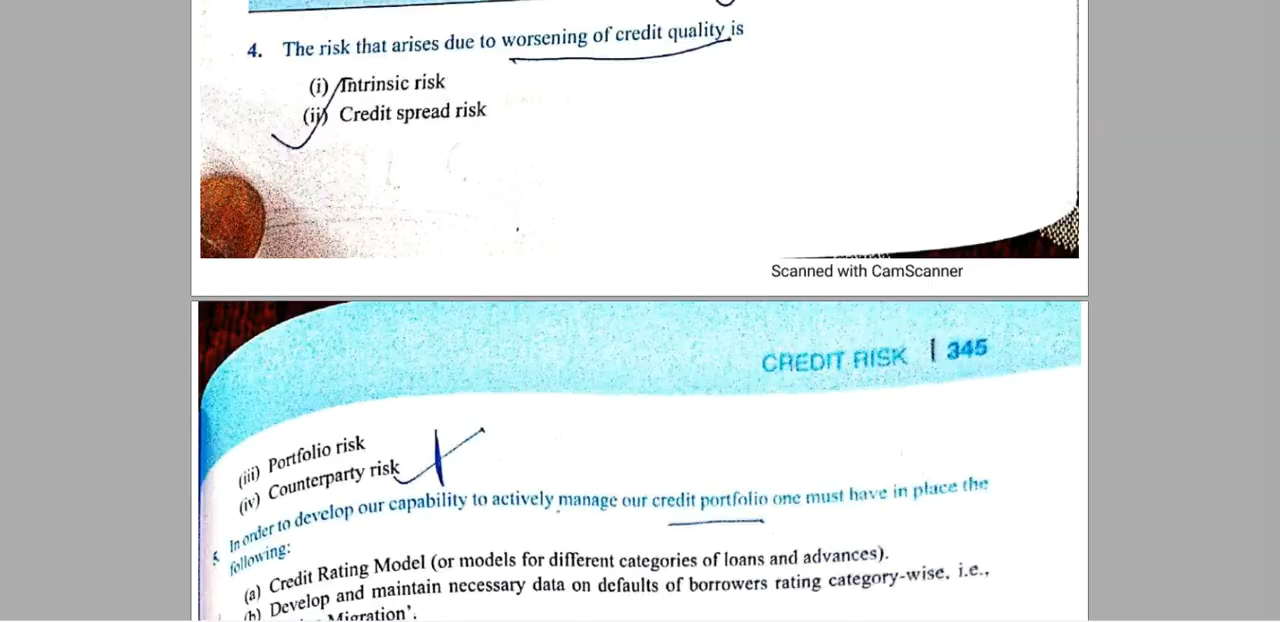 4. The risk that arises due to worsening of credit quality is
(i) Intrinsic risk
(ii) Credit spread risk
Scanned with CamScanner
CREDIT RISK | 345
(iii) Portfolio risk
(iv) Counterparty risk
5. In order to develop our capability to actively manage our credit portfolio one must have in place the
following:
(a) Credit Rating Model (or models for different categories of loans and advances).
(b) Develop and maintain necessary data on defaults of borrowers rating category-wise, i.e.,
Migration'.